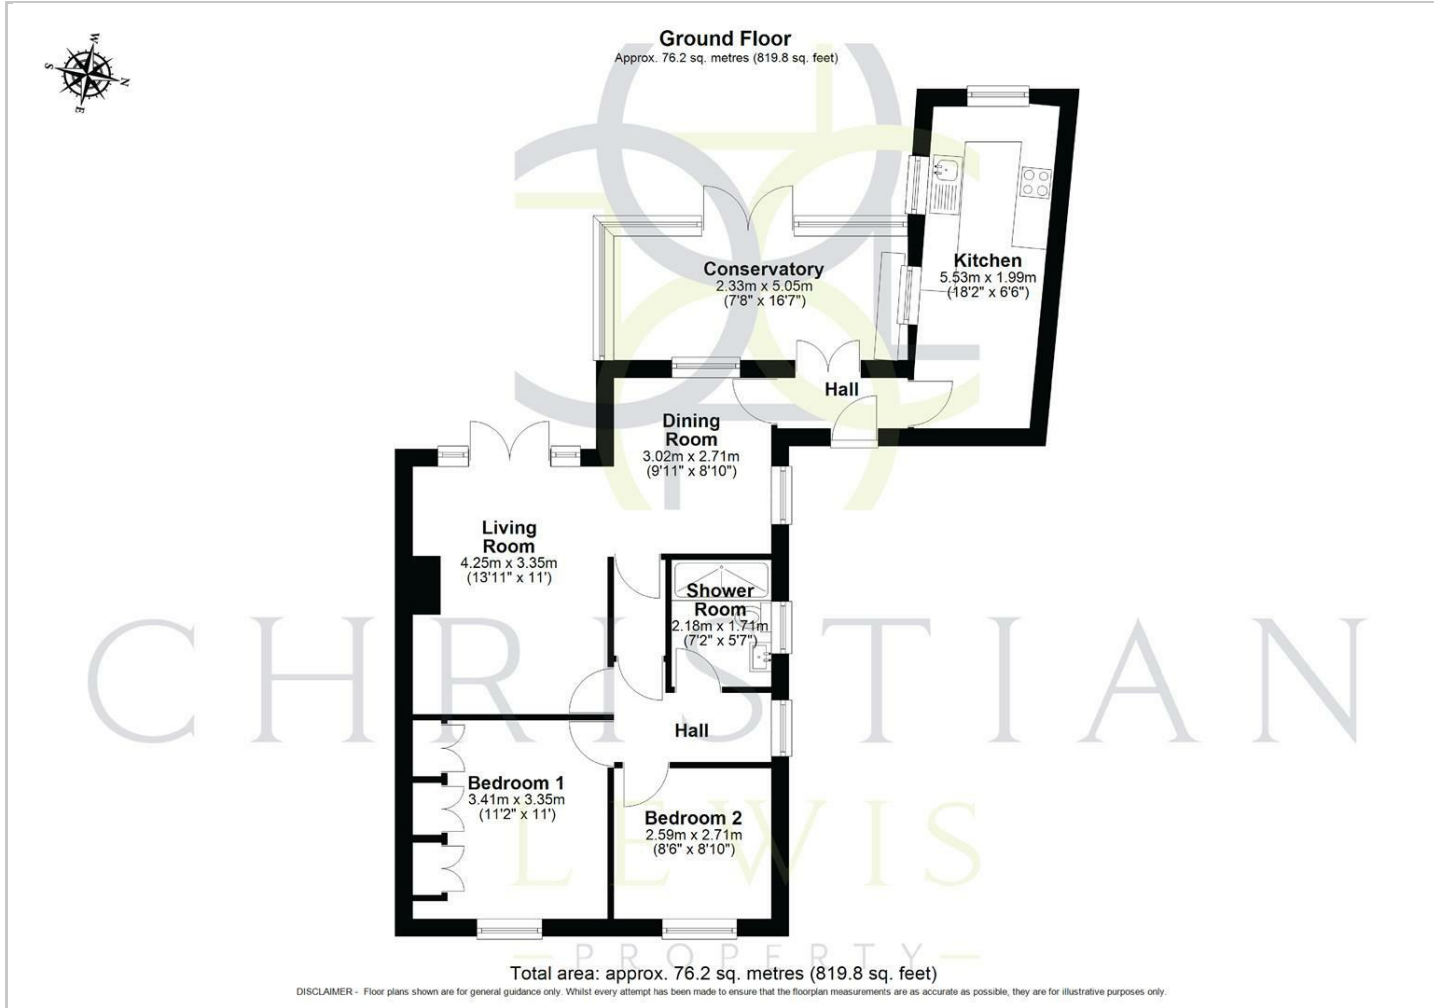 Ground Floor
Approx. 76.2 sq. metres (819.8 sq. feet)
W
S
N
E
Kitchen
5.53m x 1.99m
(18'2" x 6'6")
Conservatory
2.33m x 5.05m
(7'8" x 16'7")
Hall
Dining
Room
3.02m x 2.71m
(9'11" x 8'10")
Living
Room
4.25m x 3.35m
(13'11" x 11')
Shower
Room
2.18m x 1.71m
(7'2" x 5'7")
CHRISTIAN
Hall
Bedroom 1
3.41m x 3.35m
(11'2" x 11')
Bedroom 2
2.59m x 2.71m
(8'6" x 8'10")
LEWIS
PROPERTY
Total area: approx. 76.2 sq. metres (819.8 sq. feet)
DISCLAIMER - Floor plans shown are for general guidance only. Whilst every attempt has been made to ensure that the floorplan measurements are as accurate as possible, they are for illustrative purposes only.